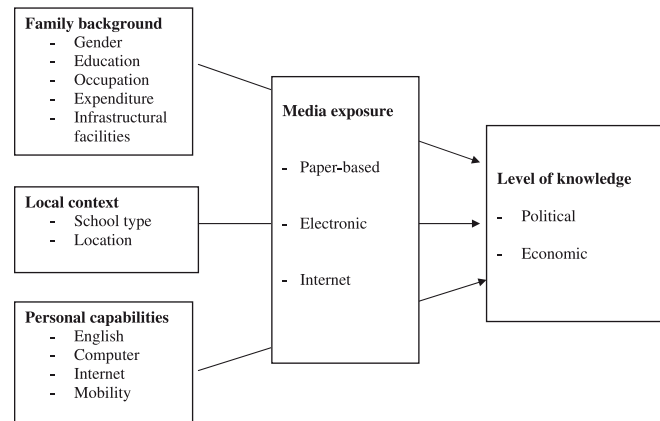 Family background
- Gender
- Education
- Occupation
- Expenditure
- Infrastructural
facilities
Local context
- School type
- Location
Personal capabilities
- English
- Computer
- Internet
- Mobility
Media exposure
- Paper-based
- Electronic
- Internet
Level of knowledge
- Political
- Economic